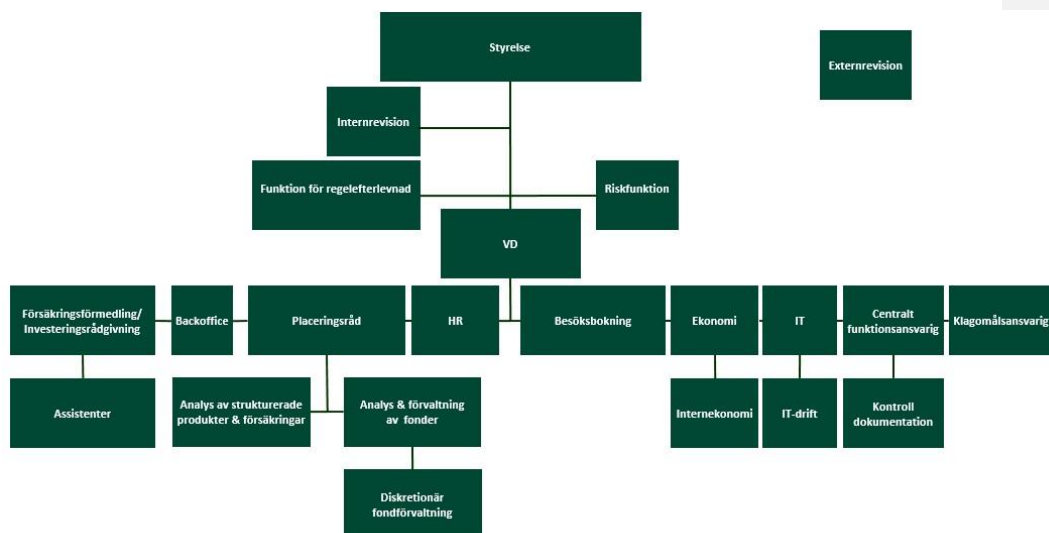 Styrelse
Externrevision
Internrevision
Funktion för regelefterlevnad
Riskfunktion
VD
Försäkringsförmedling/
Investeringsrådgivning
Backoffice
Placeringsråd
HR
Besöksbokning
Ekonomi
IT
Centralt
funktionsansvarig
Klagomålsansvarig
Assistenter
Analys av strukturerade
produkter & försäkringar
Analys & förvaltning
av fonder
Internekonomi
IT-drift
Kontroll
dokumentation
Diskretionär
fondförvaltning